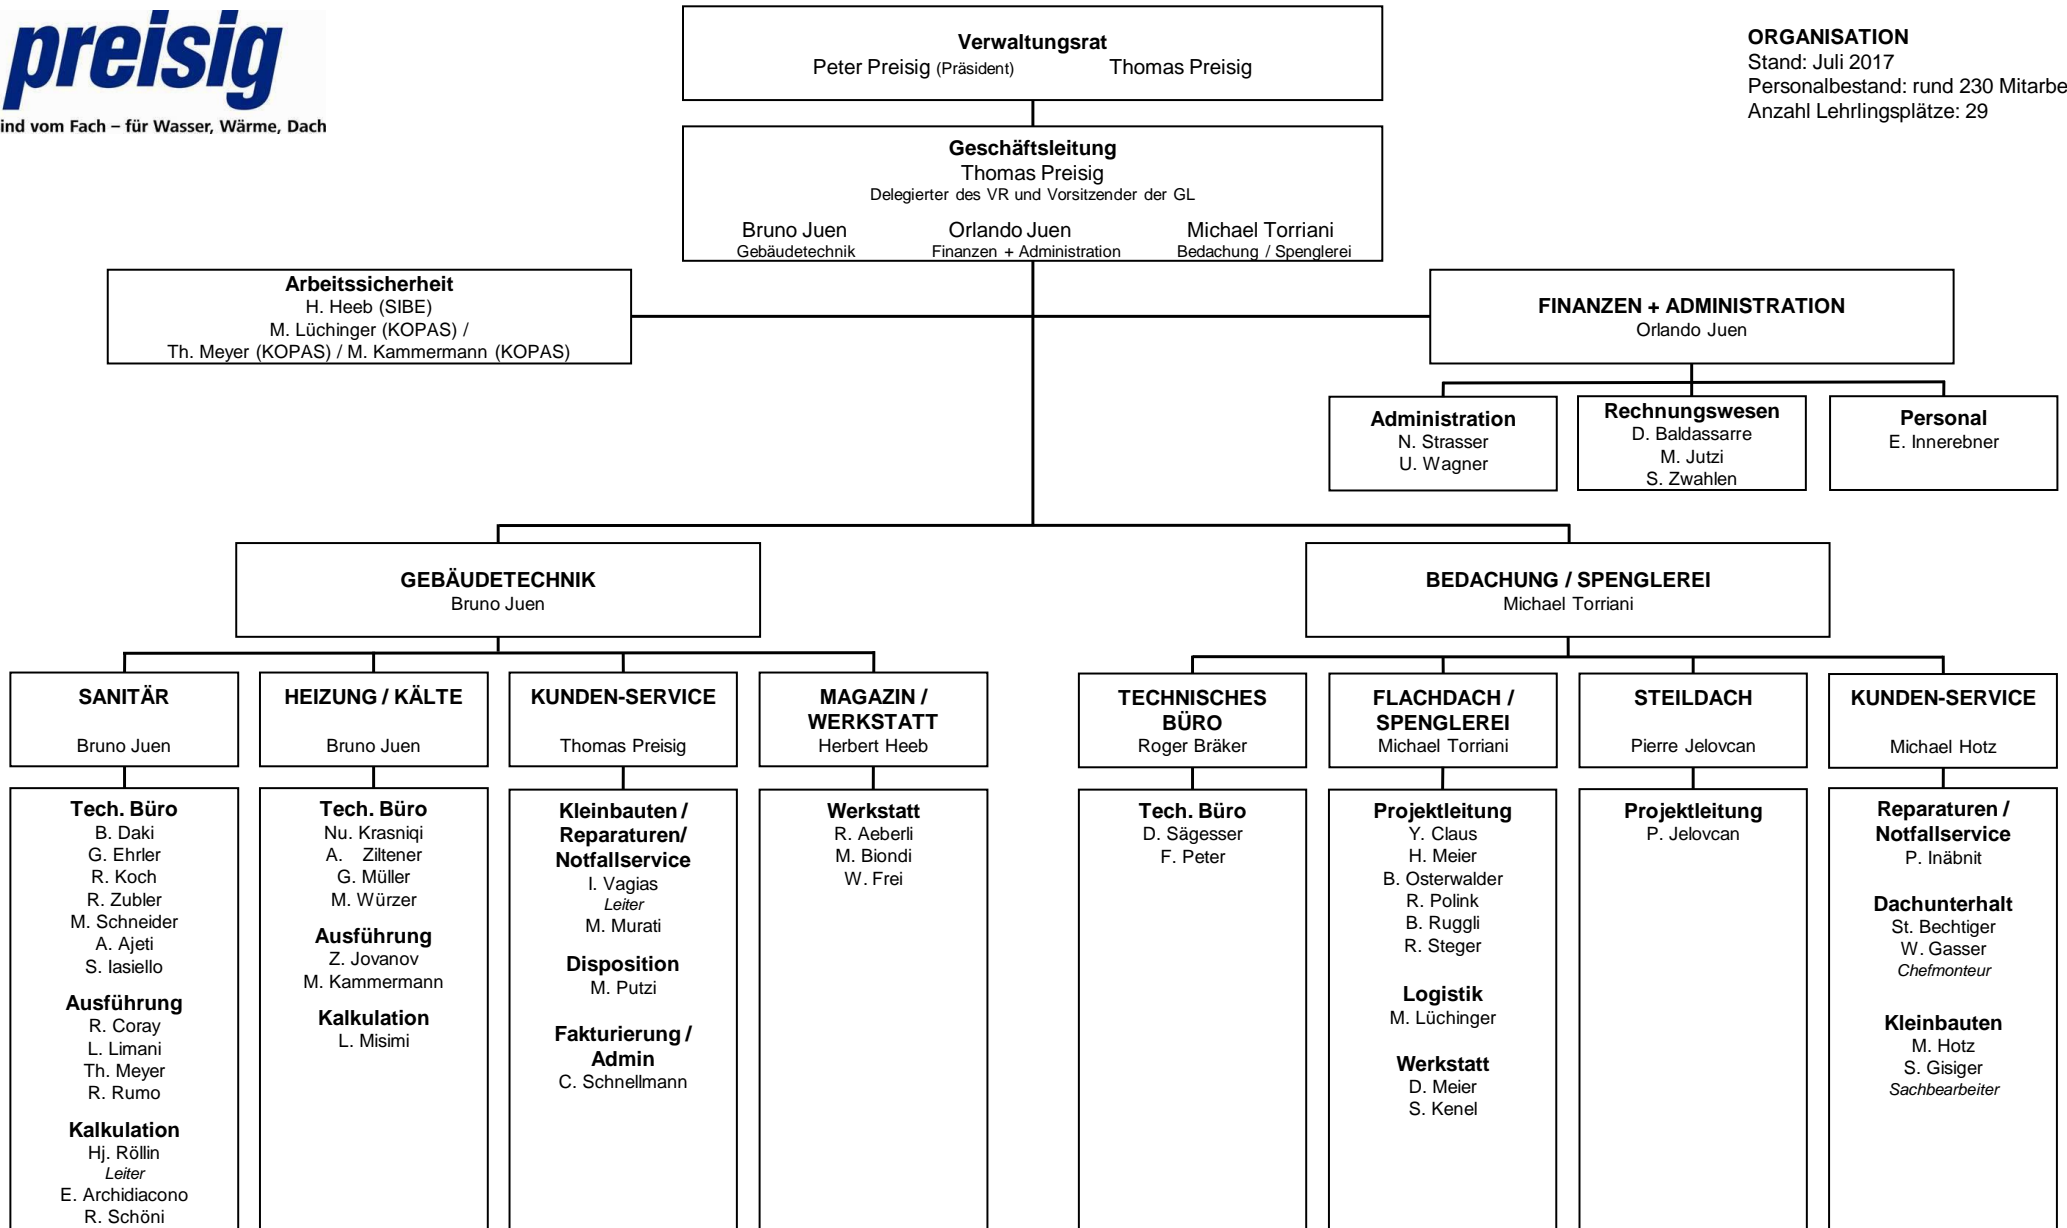 preisig
ind vom Fach – für Wasser, Wärme, Dach
Verwaltungsrat
Peter Preisig (Präsident) Thomas Preisig
ORGANISATION
Stand: Juli 2017
Personalbestand: rund 230 Mitarbe
Anzahl Lehrlingsplätze: 29
Geschäftsleitung
Thomas Preisig
Delegierter des VR und Vorsitzender der GL
Bruno Juen Orlando Juen Michael Torriani
Gebäudetechnik Finanzen + Administration Bedachung / Spenglerei
Arbeitssicherheit
H. Heeb (SIBE)
M. Lüchinger (KOPAS) /
Th. Meyer (KOPAS) / M. Kammermann (KOPAS)
FINANZEN + ADMINISTRATION
Orlando Juen
Administration
N. Strasser
U. Wagner
Rechnungswesen
D. Baldassarre
M. Jutzi
S. Zwahlen
Personal
E. Innerebner
GEBÄUDETECHNIK
Bruno Juen
BEDACHUNG / SPENGLEREI
Michael Torriani
SANITÄR
Bruno Juen
HEIZUNG / KÄLTE
Bruno Juen
KUNDEN-SERVICE
Thomas Preisig
MAGAZIN /
WERKSTATT
Herbert Heeb
TECHNISCHES
BÜRO
Roger Bräker
FLACHDACH /
SPENGLEREI
Michael Torriani
STEILDACH
Pierre Jelovcan
KUNDEN-SERVICE
Michael Hotz
Tech. Büro
B. Daki
G. Ehrler
R. Koch
R. Zubler
M. Schneider
A. Ajeti
S. Iasiello
Ausführung
R. Coray
L. Limani
Th. Meyer
R. Rumo
Kalkulation
Hj. Röllin
Leiter
E. Archidiacono
R. Schöni
Tech. Büro
Nu. Krasniqi
A. Ziltener
G. Müller
M. Würzer
Ausführung
Z. Jovanov
M. Kammermann
Kalkulation
L. Misimi
Kleinbauten /
Reparaturen/
Notfallservice
I. Vagias
Leiter
M. Murati
Disposition
M. Putzi
Fakturierung /
Admin
C. Schnellmann
Werkstatt
R. Aeberli
M. Biondi
W. Frei
Tech. Büro
D. Sägesser
F. Peter
Projektleitung
Y. Claus
H. Meier
B. Osterwalder
R. Polink
B. Ruggli
R. Steger
Logistik
M. Lüchinger
Werkstatt
D. Meier
S. Kenel
Projektleitung
P. Jelovcan
Reparaturen /
Notfallservice
P. Inäbnit
Dachunterhalt
St. Bechtiger
W. Gasser
Chefmonteur
Kleinbauten
M. Hotz
S. Gisiger
Sachbearbeiter